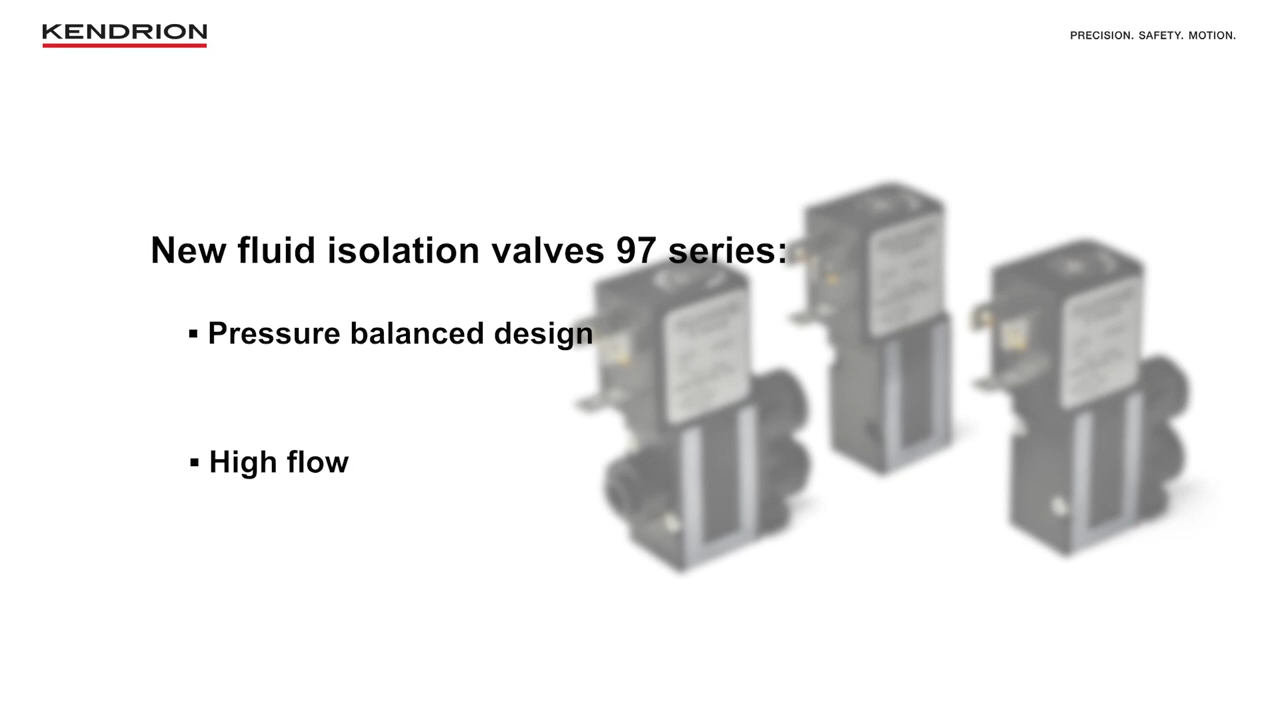 KENDRION
PRECISION. SAFETY. MOTION.
New fluid isolation valves 97 series:
▪ Pressure balanced design
▪ High flow